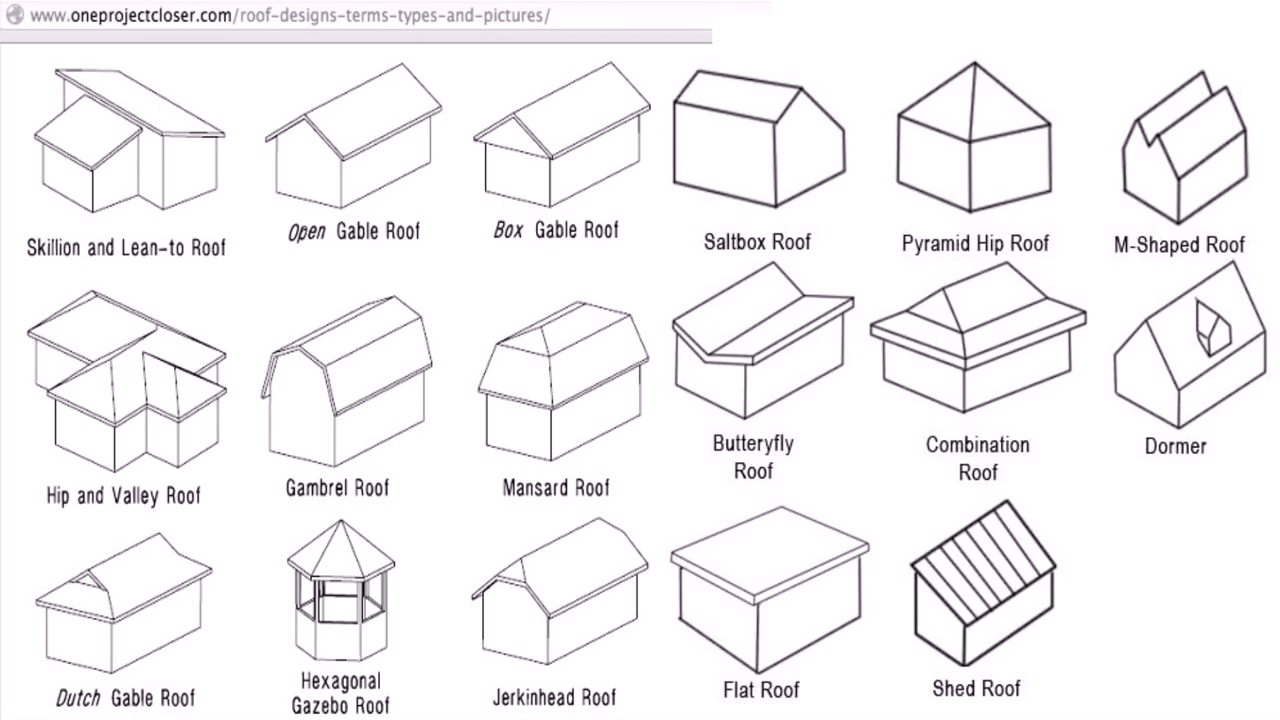 www.oneprojectcloser.com/roof-designs-terms-types-and-pictures/
Skillion and Lean-to Roof
Open Gable Roof
Box Gable Roof
Saltbox Roof
Pyramid Hip Roof
M-Shaped Roof
Hip and Valley Roof
Gambrel Roof
Mansard Roof
Butteryfly
Roof
Combination
Roof
Dormer
Dutch Gable Roof
Hexagonal
Gazebo Roof
Jerkinhead Roof
Flat Roof
Shed Roof